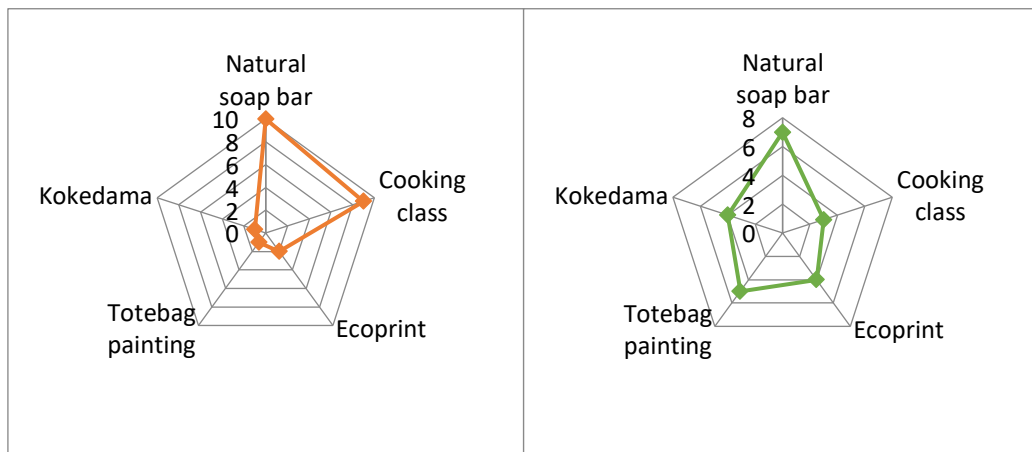 Natural
soap bar
10
8
6
4
2
0
Cooking
class
Ecoprint
Totebag
painting
Kokedama
Natural
soap bar
8
6
4
2
0
Cooking
class
Ecoprint
Totebag
painting
Kokedama